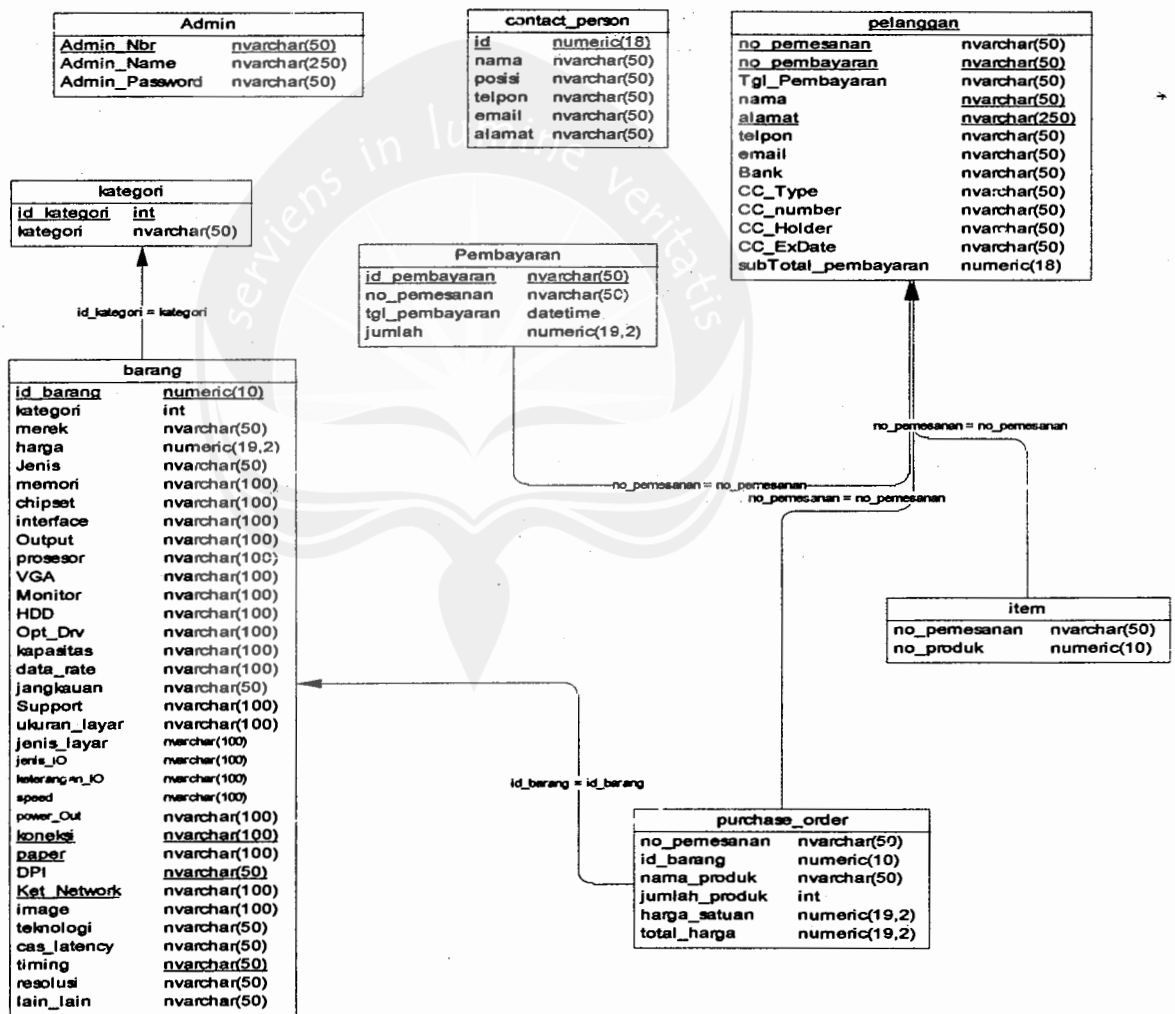 Admin
Admin_Nbr nvarchar(50)
Admin_Name nvarchar(250)
Admin_Password nvarchar(50)
contact_person
id numeric(18)
nama nvarchar(50)
posisi nvarchar(50)
telpon nvarchar(50)
email nvarchar(50)
alamat nvarchar(50)
pelanggan
no_pemesanan nvarchar(50)
no_pembayaran nvarchar(50)
Tgl_Pembayaran nvarchar(50)
nama nvarchar(50)
alamat nvarchar(250)
telpon nvarchar(50)
email nvarchar(50)
Bank nvarchar(50)
CC_Type nvarchar(50)
CC_number nvarchar(50)
CC_Holder nvarchar(50)
CC_ExDate nvarchar(50)
subTotal_pembayaran numeric(18)
serviens in lumine veritatis
kategori
id_kategori int
kategori nvarchar(50)
id_kategori = kategori
Pembayaran
id_pembayaran nvarchar(50)
no_pemesanan nvarchar(50)
tgl_pembayaran datetime
jumlah numeric(19,2)
barang
id_barang numeric(10)
kategori int
merek nvarchar(50)
harga numeric(19,2)
Jenis nvarchar(50)
memori nvarchar(100)
chipset nvarchar(100)
interface nvarchar(100)
Output nvarchar(100)
prosesor nvarchar(100)
VGA nvarchar(100)
Monitor nvarchar(100)
HDD nvarchar(100)
Opt_Drv nvarchar(100)
kapasitas nvarchar(100)
data_rate nvarchar(100)
jangkauan nvarchar(50)
Support nvarchar(100)
ukuran_layar nvarchar(100)
jenis_layar nvarchar(100)
jenis_IO nvarchar(100)
keterangan_IO nvarchar(100)
speed nvarchar(100)
power_Out nvarchar(100)
koneksi nvarchar(100)
paper nvarchar(100)
DPI nvarchar(50)
Ket_Network nvarchar(100)
image nvarchar(100)
teknologi nvarchar(50)
cas_latency nvarchar(50)
timing nvarchar(50)
resolusi nvarchar(50)
lain_lain nvarchar(50)
no_pemesanan = no_pemesanan
no_pemesanan = no_pemesanan
no_pemesanan = no_pemesanan
item
no_pemesanan nvarchar(50)
no_produk numeric(10)
id_barang = id_barang
purchase_order
no_pemesanan nvarchar(50)
id_barang numeric(10)
nama_produk nvarchar(50)
jumlah_produk int
harga_satuan numeric(19,2)
total_harga numeric(19,2)